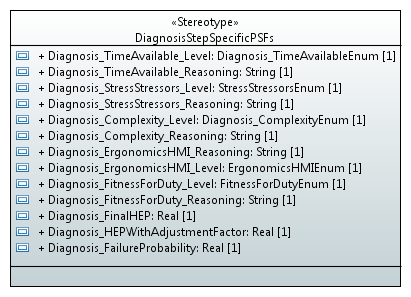 «Stereotype»
DiagnosisStepSpecificPSFs
+ Diagnosis_TimeAvailable_Level: Diagnosis_TimeAvailableEnum [1]
+ Diagnosis_TimeAvailable_Reasoning: String [1]
+ Diagnosis_StressStressors_Level: StressStressorsEnum [1]
+ Diagnosis_StressStressors_Reasoning: String [1]
+ Diagnosis_Complexity_Level: Diagnosis_ComplexityEnum [1]
+ Diagnosis_Complexity_Reasoning: String [1]
+ Diagnosis_ErgonomicsHMI_Reasoning: String [1]
+ Diagnosis_ErgonomicsHMI_Level: ErgonomicsHMIEnum [1]
+ Diagnosis_FitnessForDuty_Level: FitnessForDutyEnum [1]
+ Diagnosis_FitnessForDuty_Reasoning: String [1]
+ Diagnosis_FinalHEP: Real [1]
+ Diagnosis_HEPWithAdjustmentFactor: Real [1]
+ Diagnosis_FailureProbability: Real [1]